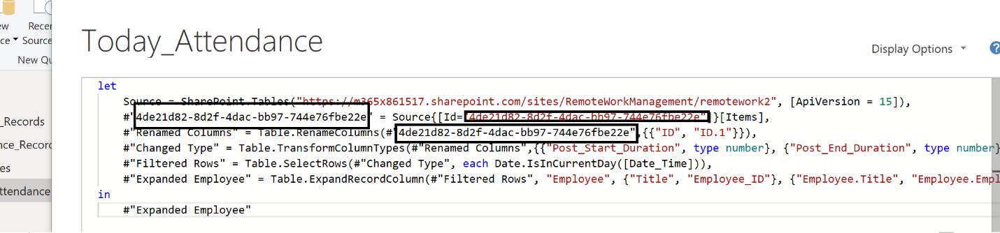 ew
Rece
ce
Source
New Qu
_Records
nce_Record
es
ttendance
Today_Attendance
Display Options
?
let
Source = SharePoint.Tables("https://m365x861517.sharepoint.com/sites/RemoteWorkManagement/remotework2", [ApiVersion = 15]),
#"4de21d82-8d2f-4dac-bb97-744e76fbe22e" = Source{[Id="4de21d82-8d2f-4dac-bb97-744e76fbe22e"]}[Items],
#"Renamed Columns" = Table.RenameColumns(#"4de21d82-8d2f-4dac-bb97-744e76fbe22e",{{"ID", "ID.1"}}),
#"Changed Type" = Table.TransformColumnTypes(#"Renamed Columns",{{"Post_Start_Duration", type number}, {"Post_End_Duration", type number}
#"Filtered Rows" = Table.SelectRows(#"Changed Type", each Date.IsInCurrentDay([Date_Time])),
#"Expanded Employee" = Table.ExpandRecordColumn(#"Filtered Rows", "Employee", {"Title", "Employee_ID"}, {"Employee.Title", "Employee.Empl
in
#"Expanded Employee"